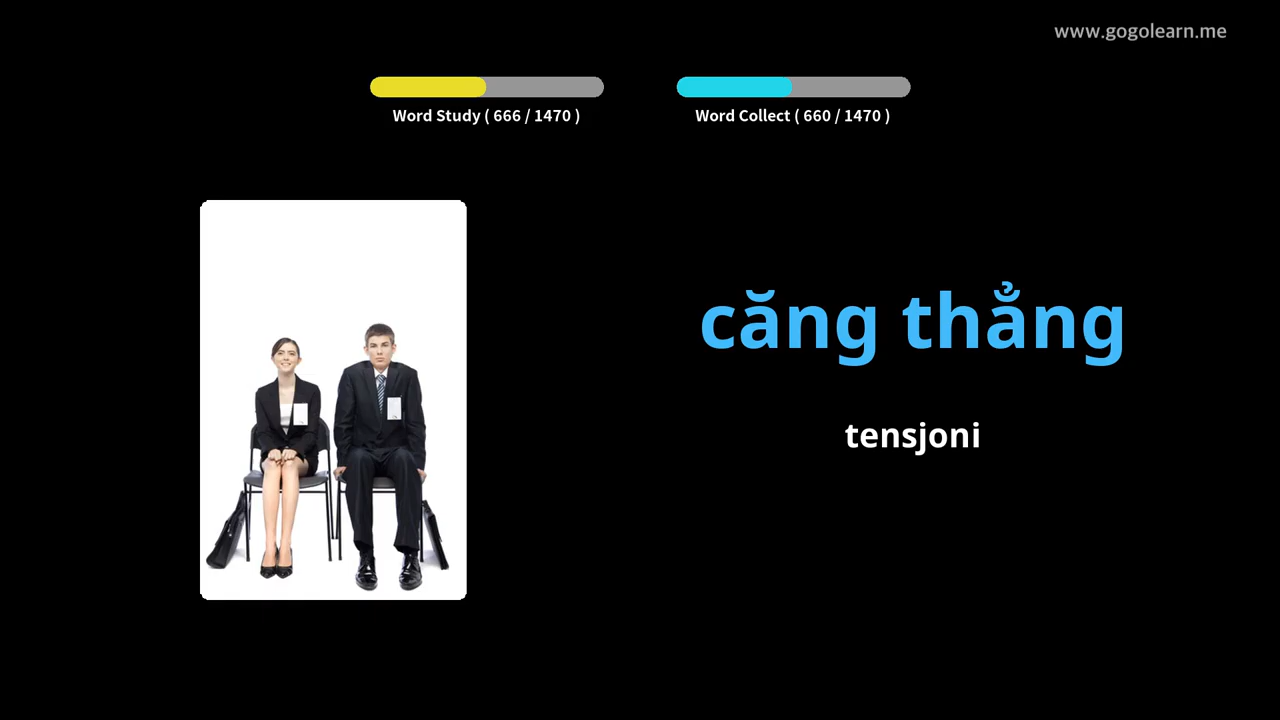 www.gogolearn.me
Word Study ( 666 / 1470 )
Word Collect ( 660 / 1470 )
căng thẳng
tensjoni